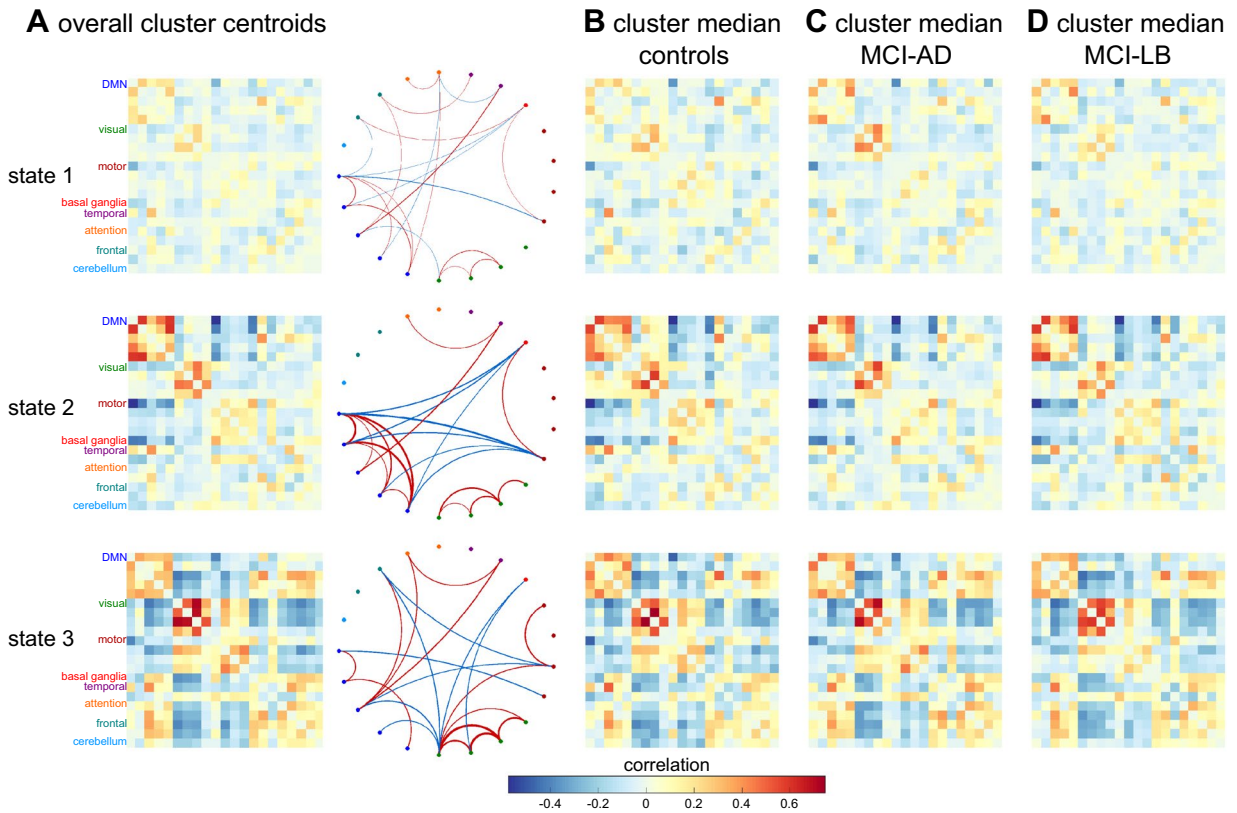 A overall cluster centroids
B cluster median
controls
C cluster median
MCI-AD
D cluster median
MCI-LB
state 1
DMN
visual
motor
basal ganglia
temporal
attention
frontal
cerebellum
state 2
DMN
visual
motor
basal ganglia
temporal
attention
frontal
cerebellum
state 3
DMN
visual
motor
basal ganglia
temporal
attention
frontal
cerebellum
correlation
-0.4 -0.2 0 0.2 0.4 0.6